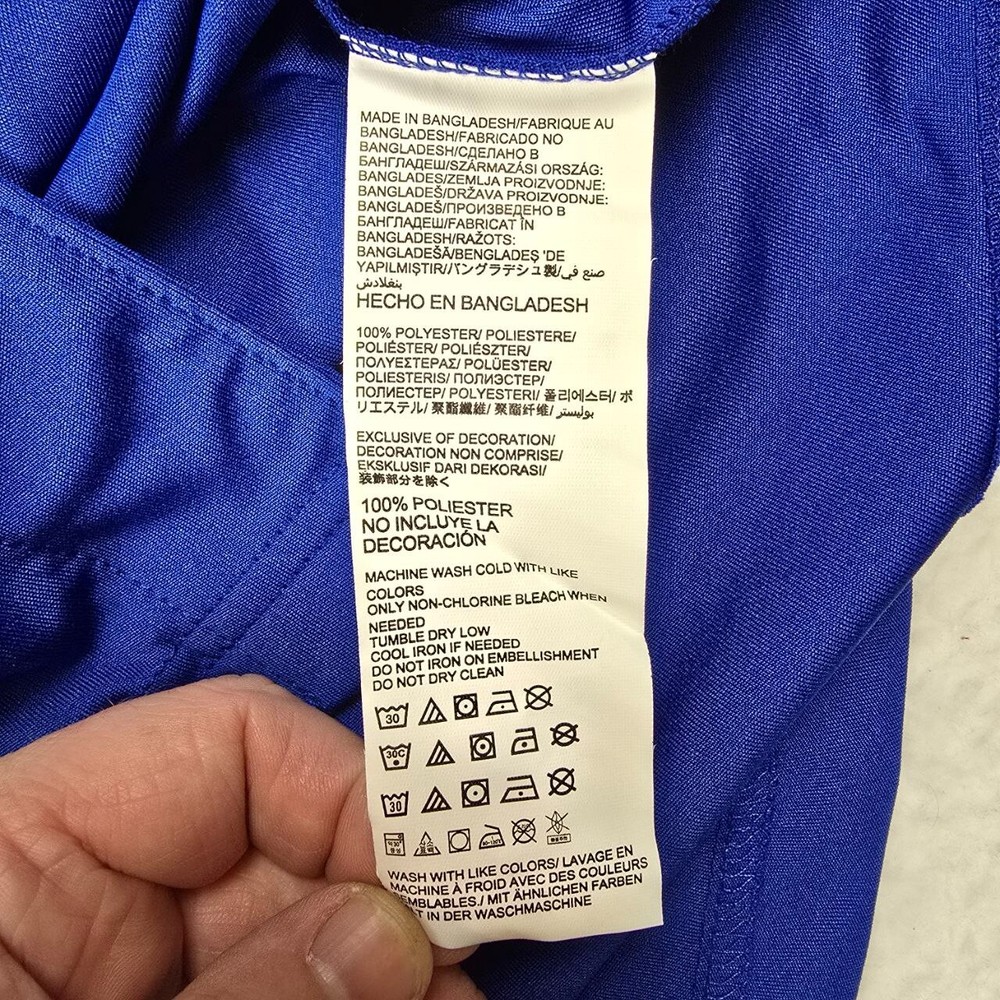 MADE IN BANGLADESH/FABRIQUE AU
BANGLADESH/FABRICADO NO
BANGLADESH/СДЕЛАНО В
БАНГЛАДЕШ/SZÁRMAZÁSI ORSZÁG:
BANGLADES/ZEMLJA PROIZVODNJE:
BANGLADEŠ/DRŽAVA PROIZVODNJE:
BANGLADEŠ/ПРОИЗВЕДЕНО В
БАНГЛАДЕШ/FABRICAT ÎN
BANGLADESH/RAŽOTS:
BANGLADEŠĀ/BENGLADEŞ 'DE
YAPILMIŞTIR/バングラデシュ製/صنع في
بنغلادش
HECHO EN BANGLADESH
100% POLYESTER/ POLIESTERE/
POLIÉSTER/ POLIÉSZTER/
ΠΟΛΥΕΣΤΕΡΑΣ/ POLÜESTER/
POLIESTERIS/ ПОЛИЭСТЕР/
ПОЛИЕСТЕР/ POLYESTERI/ 폴리에스터/ ポ
リエステル/ 聚酯纖維/ 聚酯纤维/ بوليستر
EXCLUSIVE OF DECORATION/
DECORATION NON COMPRISE/
EKSKLUSIF DARI DEKORASI/
装飾部分を除く
100% POLIESTER
NO INCLUYE LA
DECORACIÓN
MACHINE WASH COLD WITH LIKE
COLORS
ONLY NON-CHLORINE BLEACH WHEN
NEEDED
TUMBLE DRY LOW
COOL IRON IF NEEDED
DO NOT IRON ON EMBELLISHMENT
DO NOT DRY CLEAN
30
30C
30
WASH WITH LIKE COLORS/ LAVAGE EN
MACHINE À FROID AVEC DES COULEURS
SEMBLABLES./ MIT ÄHNLICHEN FARBEN
IN DER WASCHMASCHINE